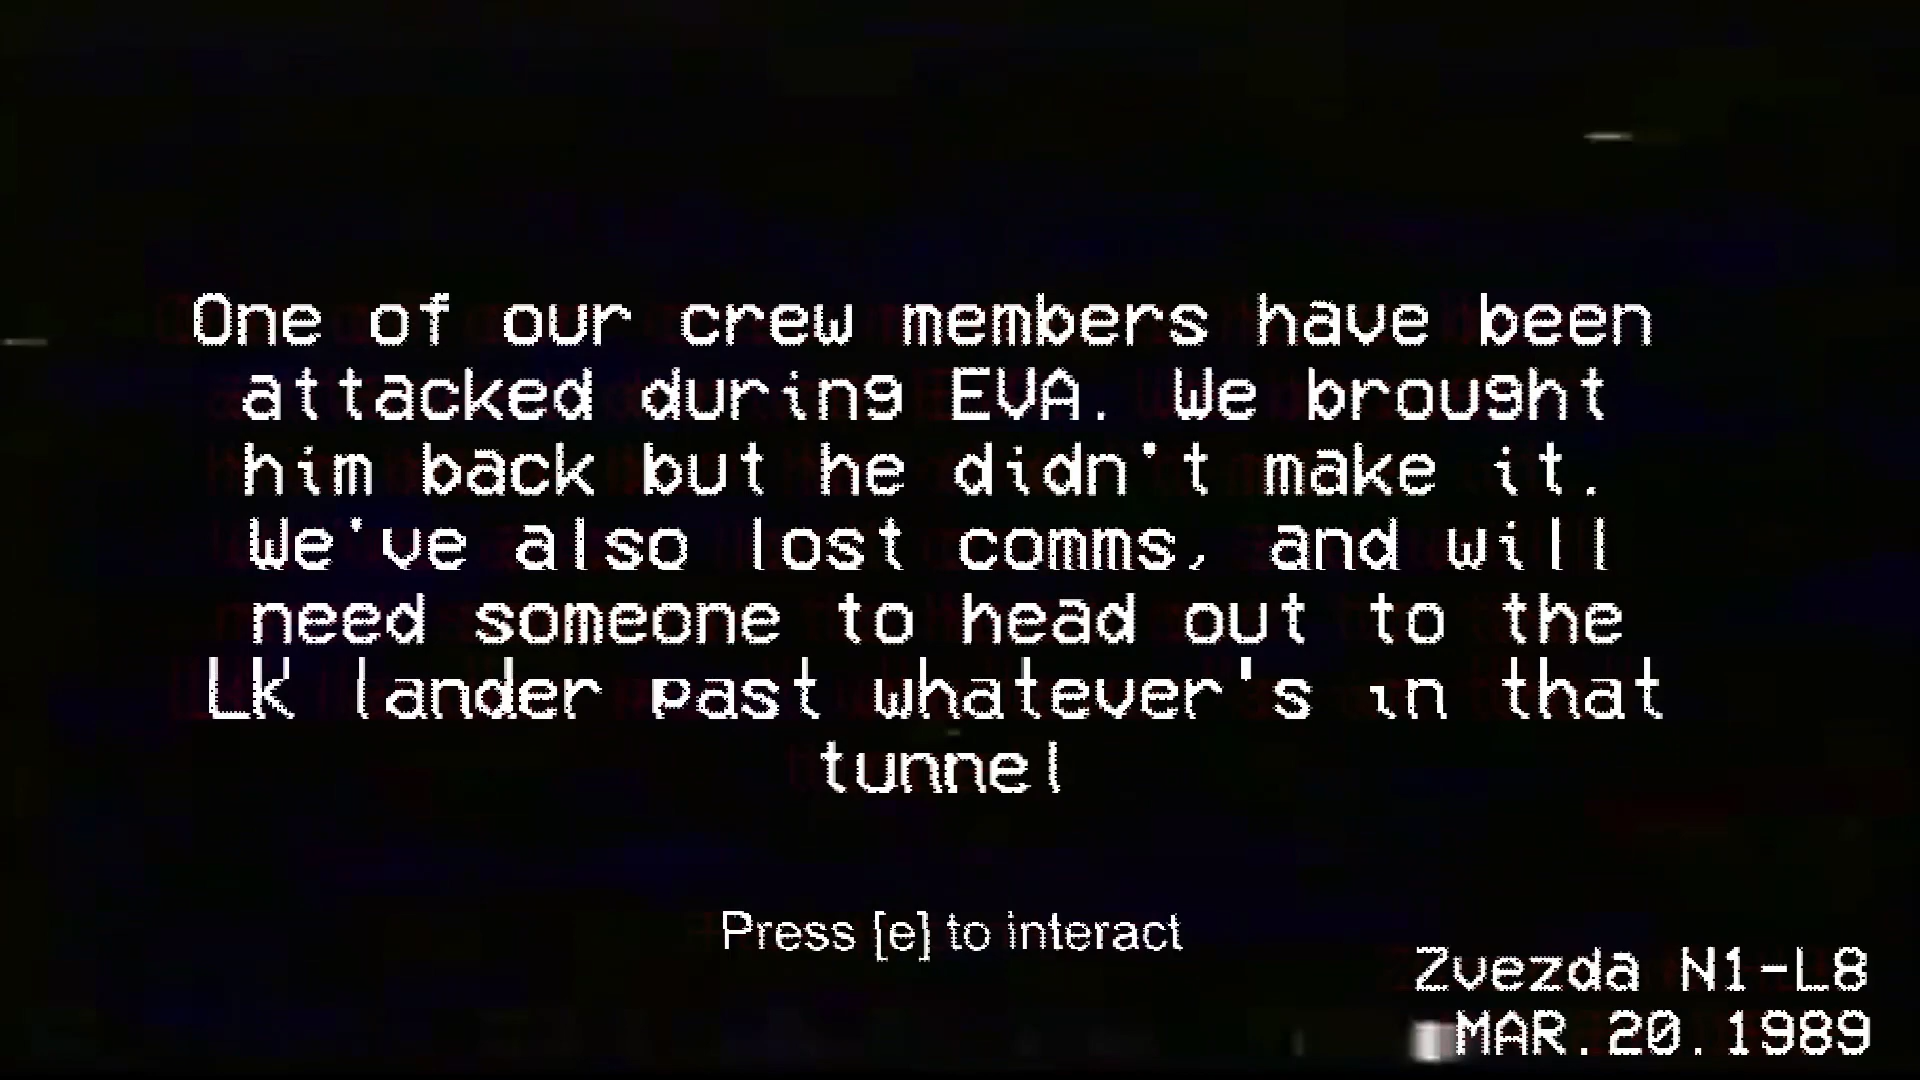 One of our crew members have been
attacked during EVA. We brought
him back but he didn't make it.
We've also lost comms, and will
need someone to head out to the
LK lander past whatever's in that
tunnel
Press [e] to interact
Zvezda N1-L8
MAR.20.1989